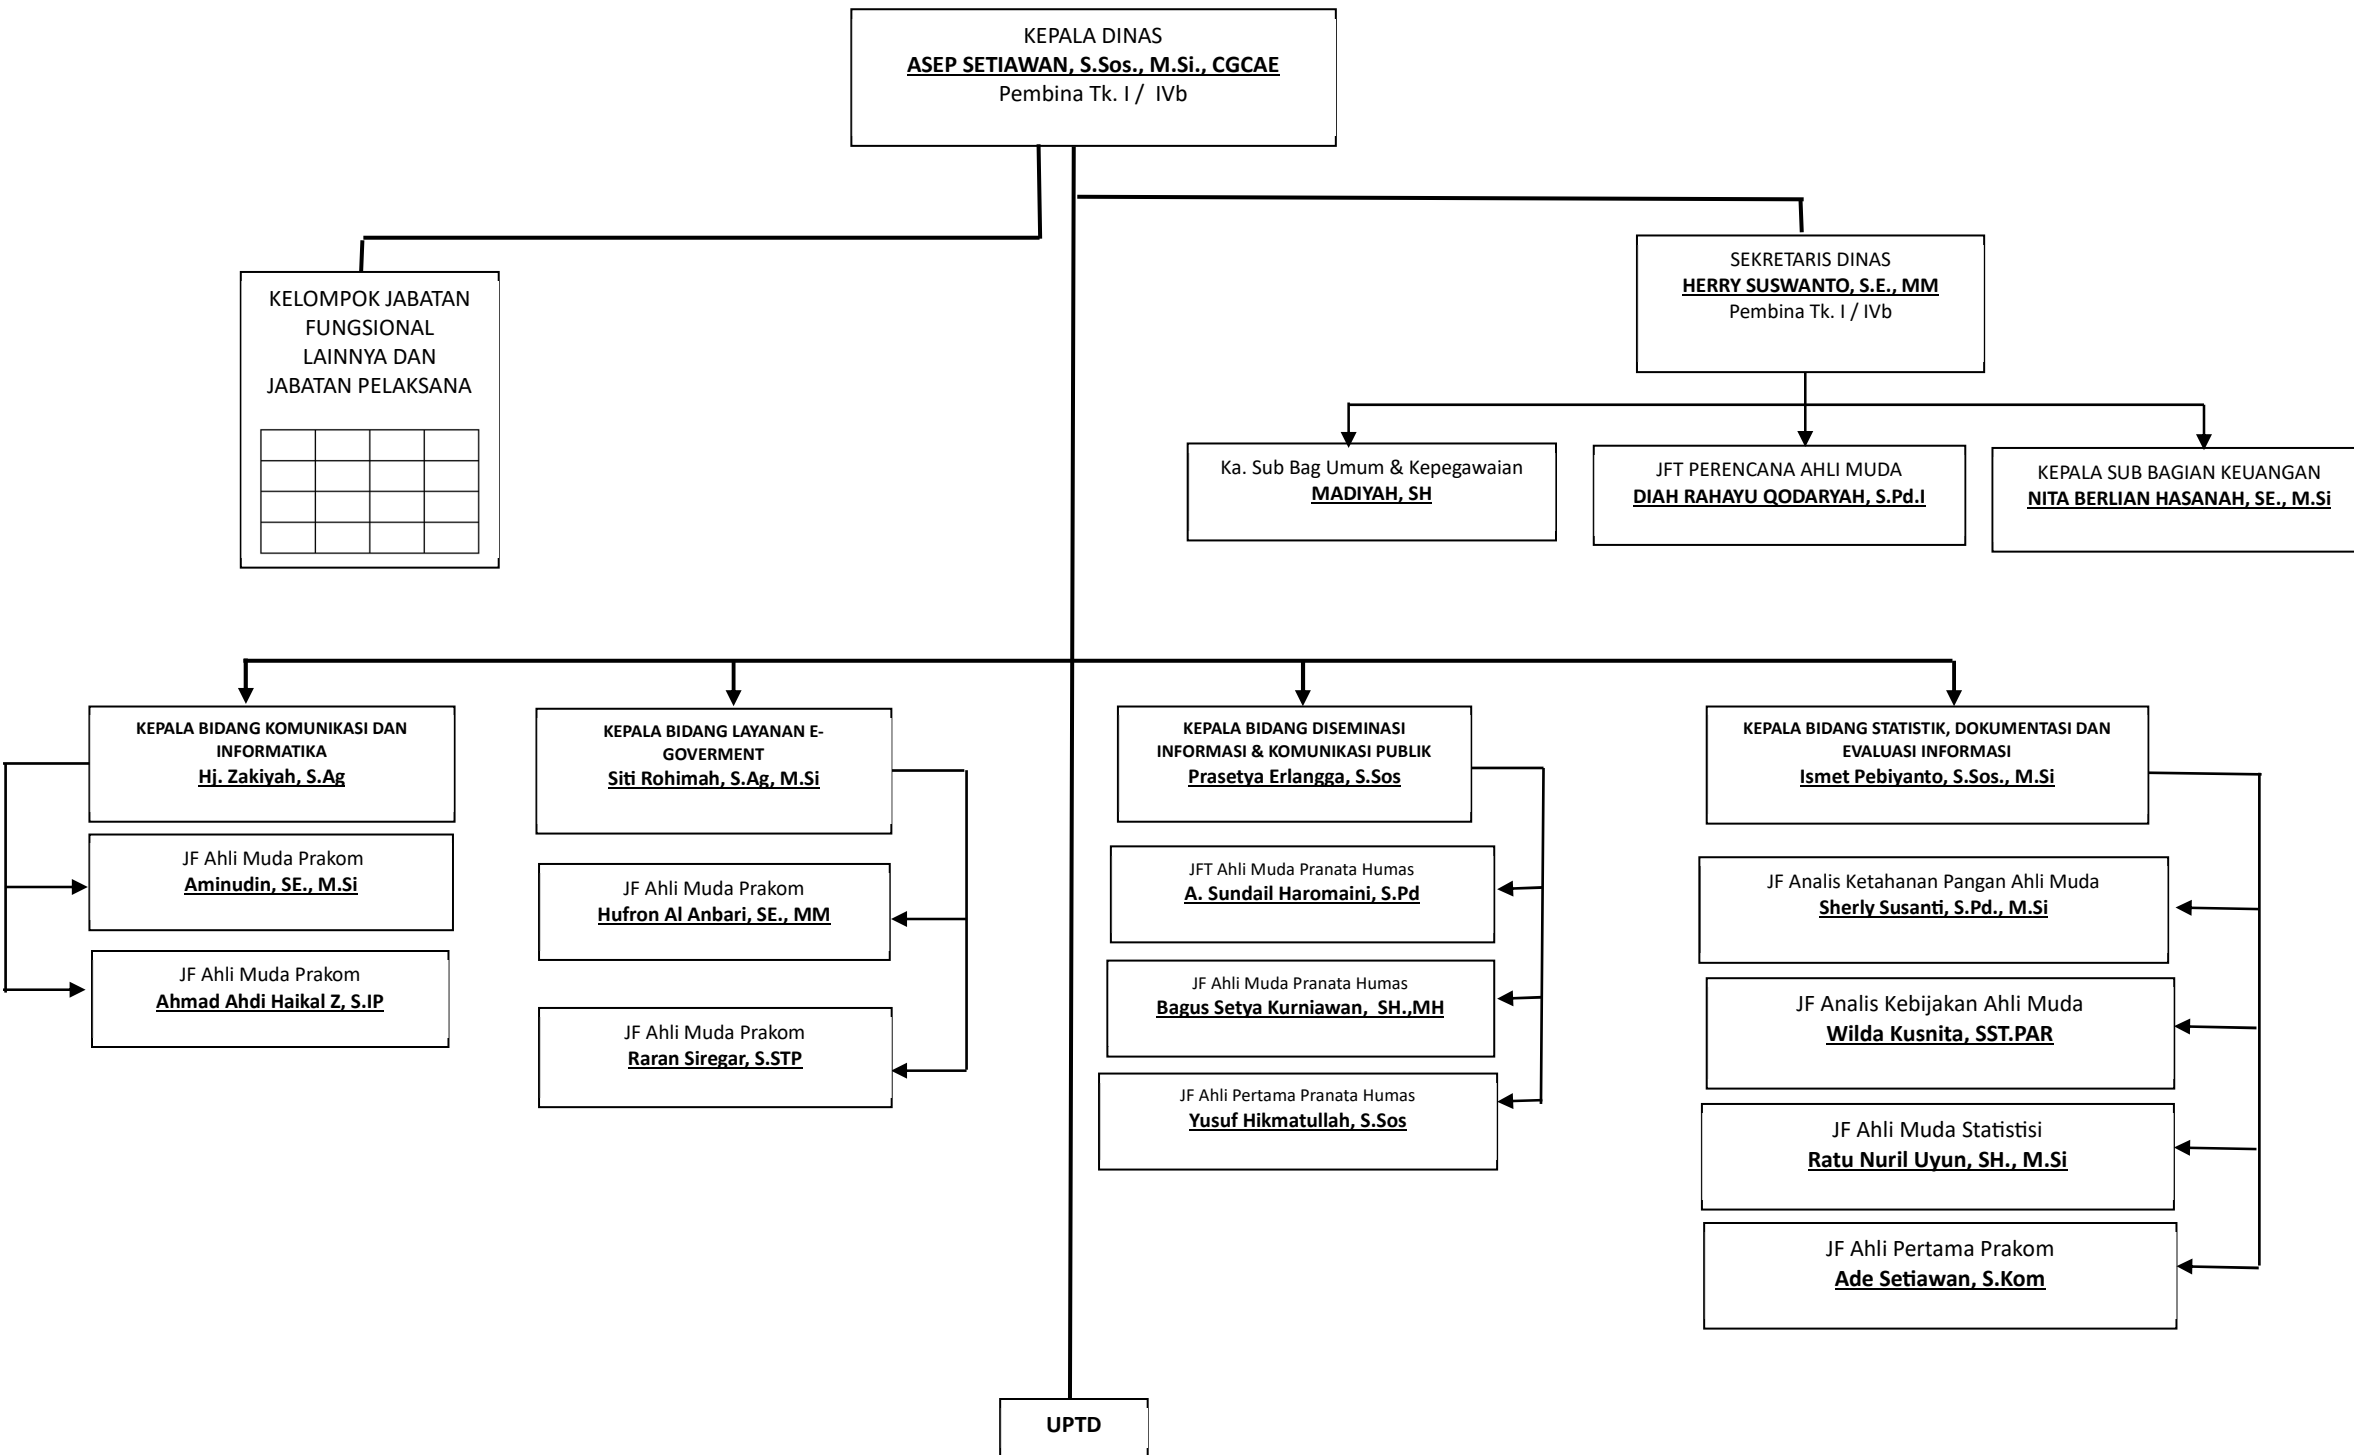 KEPALA DINAS
ASEP SETIAWAN, S.Sos., M.Si., CGCAE
Pembina Tk. I / IVb
SEKRETARIS DINAS
HERRY SUSWANTO, S.E., MM
Pembina Tk. I / IVb
KELOMPOK JABATAN
FUNGSIONAL
LAINNYA DAN
JABATAN PELAKSANA
Ka. Sub Bag Umum & Kepegawaian
MADIYAH, SH
JFT PERENCANA AHLI MUDA
DIAH RAHAYU QODARYAH, S.Pd.I
KEPALA SUB BAGIAN KEUANGAN
NITA BERLIAN HASANAH, SE., M.Si
KEPALA BIDANG KOMUNIKASI DAN
INFORMATIKA
Hj. Zakiyah, S.Ag
JF Ahli Muda Prakom
Aminudin, SE., M.Si
JF Ahli Muda Prakom
Ahmad Ahdi Haikal Z, S.IP
KEPALA BIDANG LAYANAN E-
GOVERMENT
Siti Rohimah, S.Ag, M.Si
JF Ahli Muda Prakom
Hufron Al Anbari, SE., MM
JF Ahli Muda Prakom
Raran Siregar, S.STP
KEPALA BIDANG DISEMINASI
INFORMASI & KOMUNIKASI PUBLIK
Prasetya Erlangga, S.Sos
JFT Ahli Muda Pranata Humas
A. Sundail Haromaini, S.Pd
JF Ahli Muda Pranata Humas
Bagus Setya Kurniawan, SH.,MH
JF Ahli Pertama Pranata Humas
Yusuf Hikmatullah, S.Sos
KEPALA BIDANG STATISTIK, DOKUMENTASI DAN
EVALUASI INFORMASI
Ismet Pebiyanto, S.Sos., M.Si
JF Analis Ketahanan Pangan Ahli Muda
Sherly Susanti, S.Pd., M.Si
JF Analis Kebijakan Ahli Muda
Wilda Kusnita, SST.PAR
JF Ahli Muda Statistisi
Ratu Nuril Uyun, SH., M.Si
JF Ahli Pertama Prakom
Ade Setiawan, S.Kom
UPTD